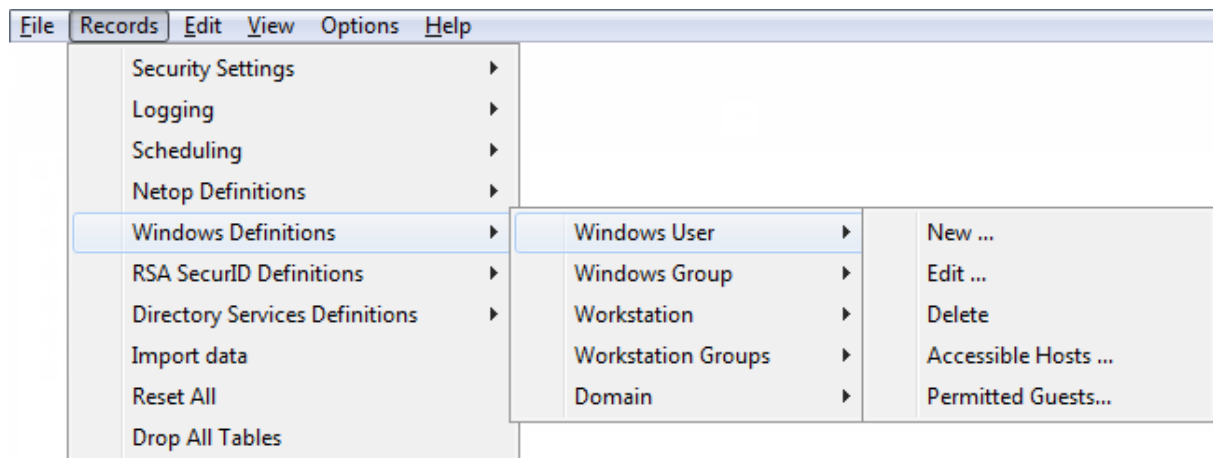 File Records Edit View Options Help
Security Settings
Logging
Scheduling
Netop Definitions
Windows Definitions
RSA SecurID Definitions
Directory Services Definitions
Import data
Reset All
Drop All Tables
Windows User
Windows Group
Workstation
Workstation Groups
Domain
New ...
Edit ...
Delete
Accessible Hosts ...
Permitted Guests...